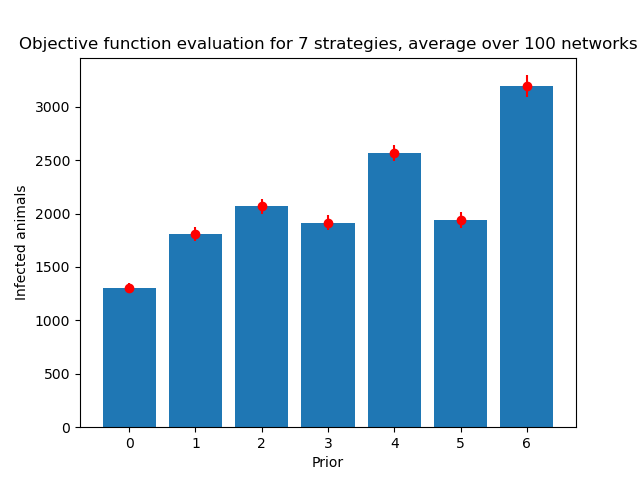 Objective function evaluation for 7 strategies, average over 100 networks
3000
2500
2000
1500
1000
500
0
Infected animals
0 1 2 3 4 5 6
Prior